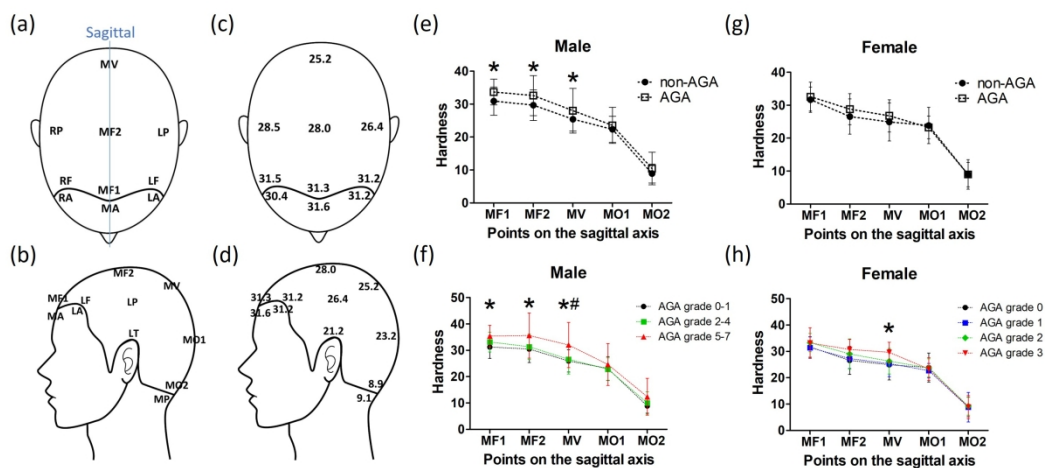 (a)
Sagittal
MV
RP MF2 LP
RF MF1 LF
RA MA LA
(b)
MF2
MV
MF1 LF LP
MA LA
LT MO1
MO2
MP
(c)
25.2
28.5 28.0 26.4
31.5 31.3 31.2
30.4 31.6 31.2
(d)
28.0
25.2
31.3 31.2 26.4
31.6 31.2
21.2 23.2
8.9
9.1
(e)
Male
* * *
non-AGA
AGA
Hardness
40
30
20
10
0
MF1 MF2 MV MO1 MO2
Points on the sagittal axis
(f)
Male
* * *#
AGA grade 0-1
AGA grade 2-4
AGA grade 5-7
Hardness
50
40
30
20
10
0
MF1 MF2 MV MO1 MO2
Points on the sagittal axis
(g)
Female
non-AGA
AGA
Hardness
40
30
20
10
0
MF1 MF2 MV MO1 MO2
Points on the sagittal axis
(h)
Female
*
AGA grade 0
AGA grade 1
AGA grade 2
AGA grade 3
Hardness
50
40
30
20
10
0
MF1 MF2 MV MO1 MO2
Points on the sagittal axis